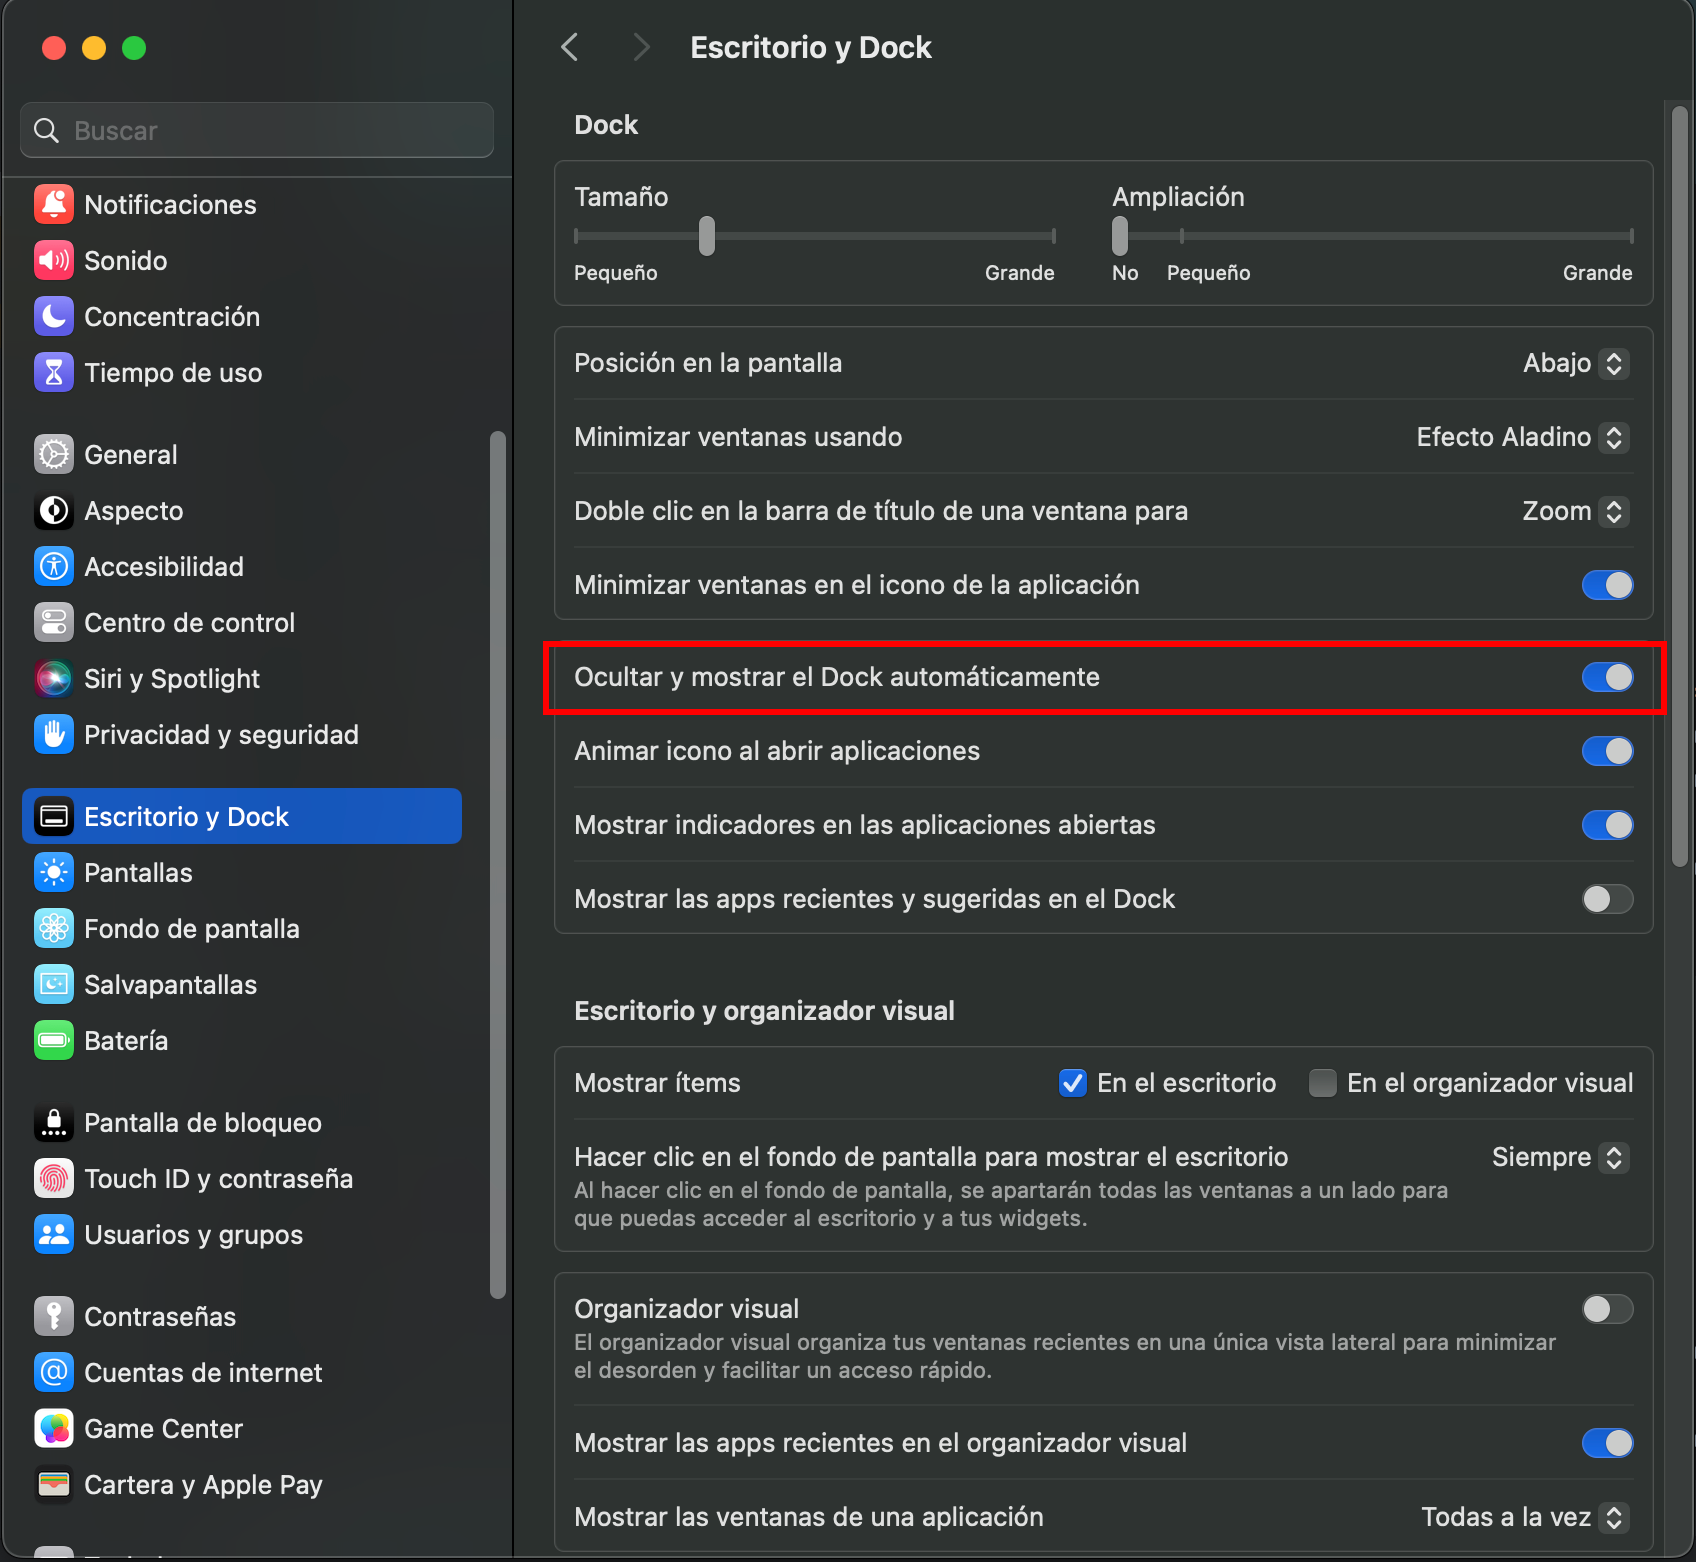 Buscar
Notificaciones
Sonido
Concentración
Tiempo de uso
General
Aspecto
Accesibilidad
Centro de control
Siri y Spotlight
Privacidad y seguridad
Escritorio y Dock
Pantallas
Fondo de pantalla
Salvapantallas
Batería
Pantalla de bloqueo
Touch ID y contraseña
Usuarios y grupos
Contraseñas
Cuentas de internet
Game Center
Cartera y Apple Pay
Escritorio y Dock
Dock
Tamaño
Pequeño Grande
Ampliación
No Pequeño Grande
Posición en la pantalla Abajo
Minimizar ventanas usando Efecto Aladino
Doble clic en la barra de título de una ventana para Zoom
Minimizar ventanas en el icono de la aplicación
Ocultar y mostrar el Dock automáticamente
Animar icono al abrir aplicaciones
Mostrar indicadores en las aplicaciones abiertas
Mostrar las apps recientes y sugeridas en el Dock
Escritorio y organizador visual
Mostrar ítems En el escritorio En el organizador visual
Hacer clic en el fondo de pantalla para mostrar el escritorio Siempre
Al hacer clic en el fondo de pantalla, se apartarán todas las ventanas a un lado para
que puedas acceder al escritorio y a tus widgets.
Organizador visual
El organizador visual organiza tus ventanas recientes en una única vista lateral para minimizar
el desorden y facilitar un acceso rápido.
Mostrar las apps recientes en el organizador visual
Mostrar las ventanas de una aplicación Todas a la vez